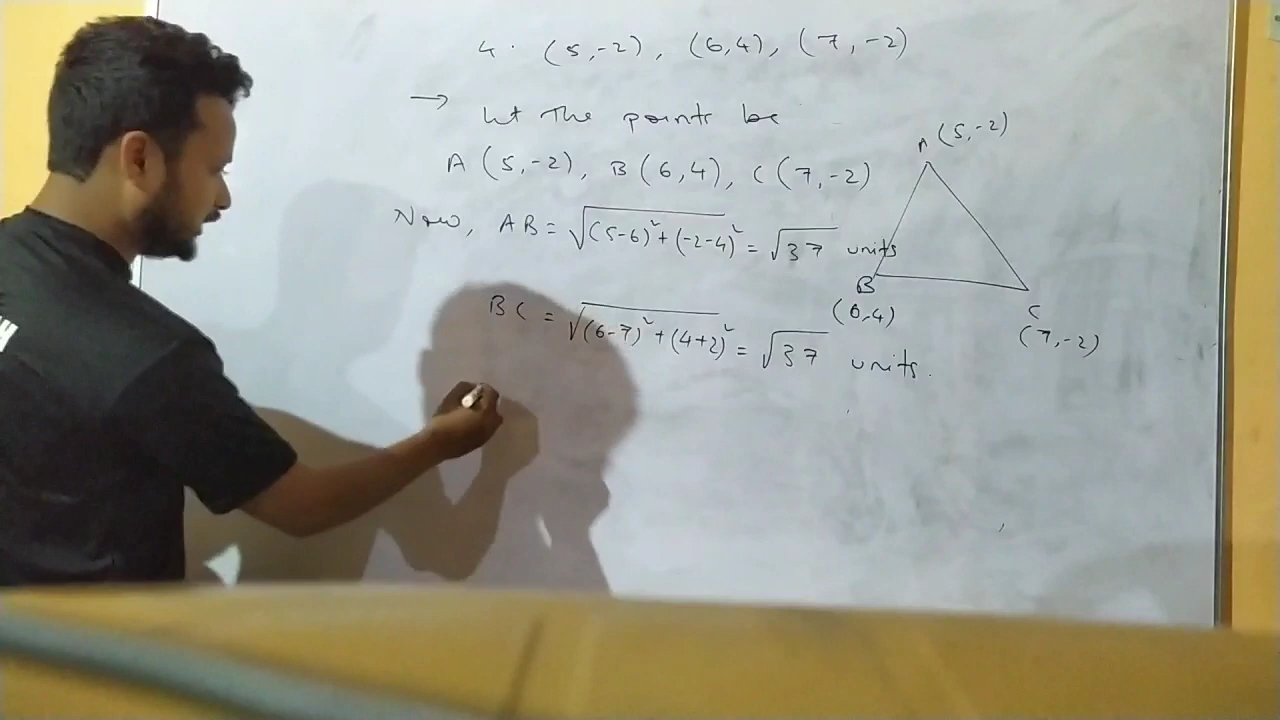 4. (5,-2), (6,4), (7,-2)
→ Let The points be
A (5,-2), B (6,4), C (7,-2)
Now, AB = √(5-6)²+(-2-4)² = √37 units
BC = √(6-7)²+(4+2)² = √37 units.
A (5,-2)
B
(6,4)
C
(7,-2)